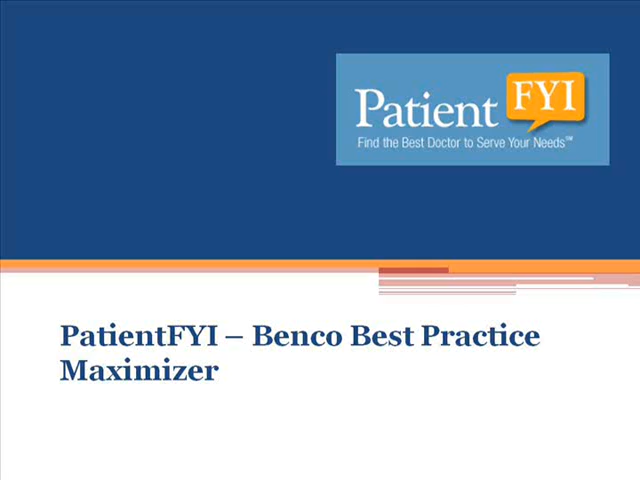 Patient FYI
Find the Best Doctor to Serve Your Needs℠
PatientFYI – Benco Best Practice
Maximizer